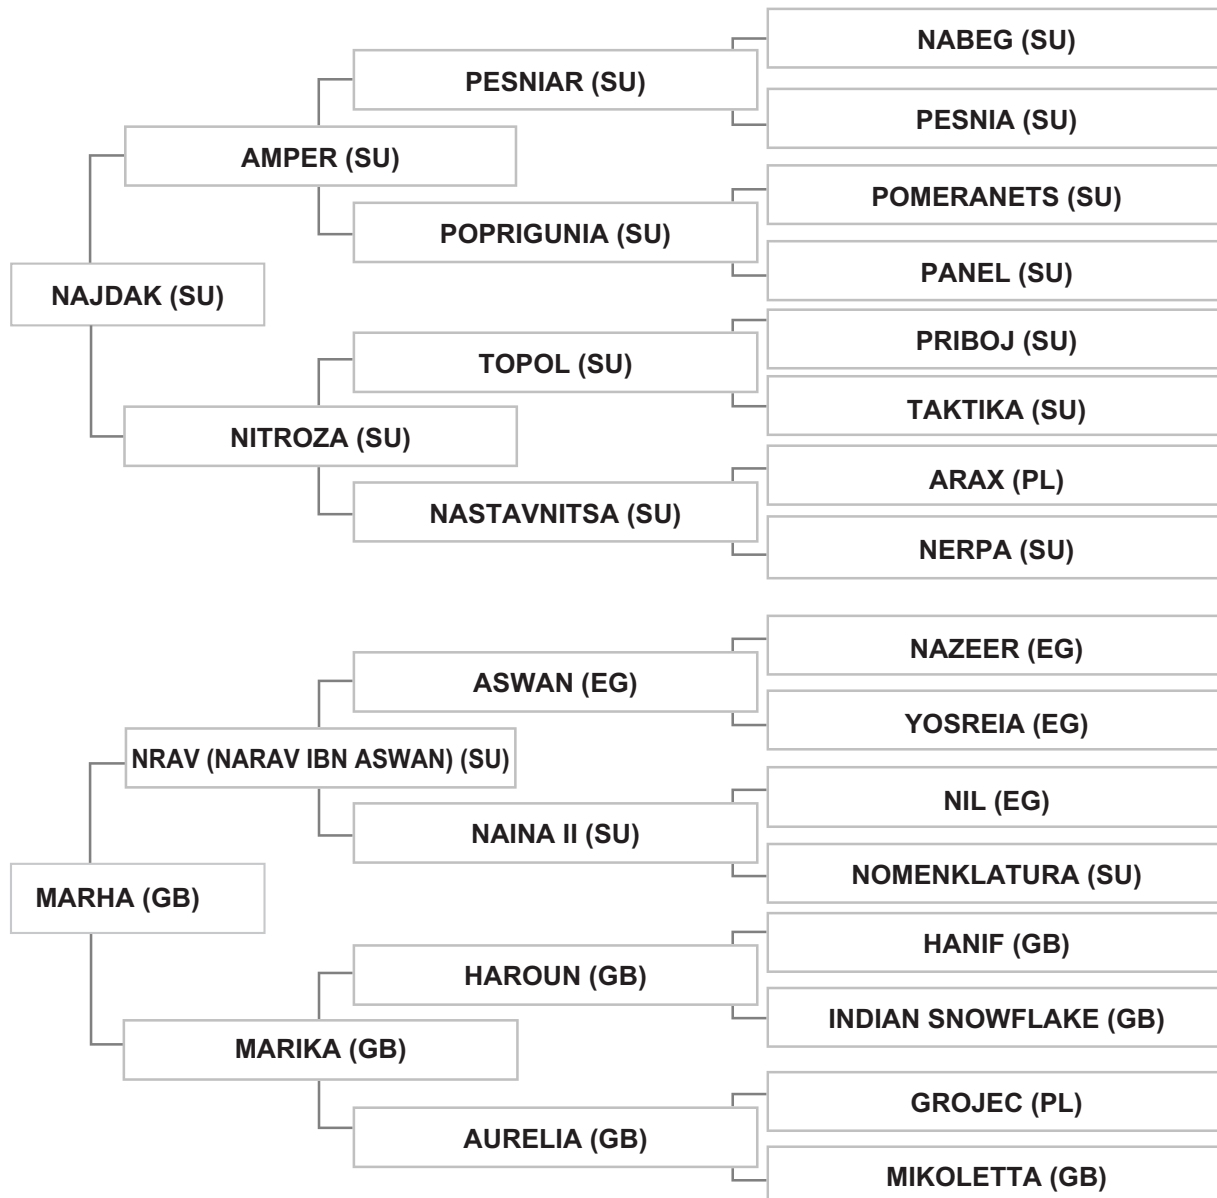 NABEG (SU)
PESNIAR (SU)
PESNIA (SU)
AMPER (SU)
POMERANETS (SU)
POPRIGUNIA (SU)
PANEL (SU)
NAJDAK (SU)
PRIBOJ (SU)
TOPOL (SU)
TAKTIKA (SU)
NITROZA (SU)
ARAX (PL)
NASTAVNITSA (SU)
NERPA (SU)
NAZEER (EG)
ASWAN (EG)
YOSREIA (EG)
NRAV (NARAV IBN ASWAN) (SU)
NIL (EG)
NAINA II (SU)
NOMENKLATURA (SU)
MARHA (GB)
HANIF (GB)
HAROUN (GB)
INDIAN SNOWFLAKE (GB)
MARIKA (GB)
GROJEC (PL)
AURELIA (GB)
MIKOLETTA (GB)